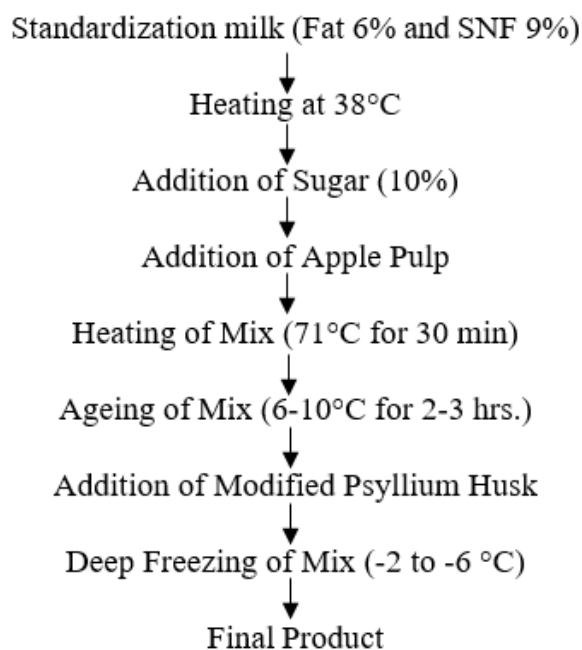 Standardization milk (Fat 6% and SNF 9%)
Heating at 38°C
Addition of Sugar (10%)
Addition of Apple Pulp
Heating of Mix (71°C for 30 min)
Ageing of Mix (6-10°C for 2-3 hrs.)
Addition of Modified Psyllium Husk
Deep Freezing of Mix (-2 to -6 °C)
Final Product